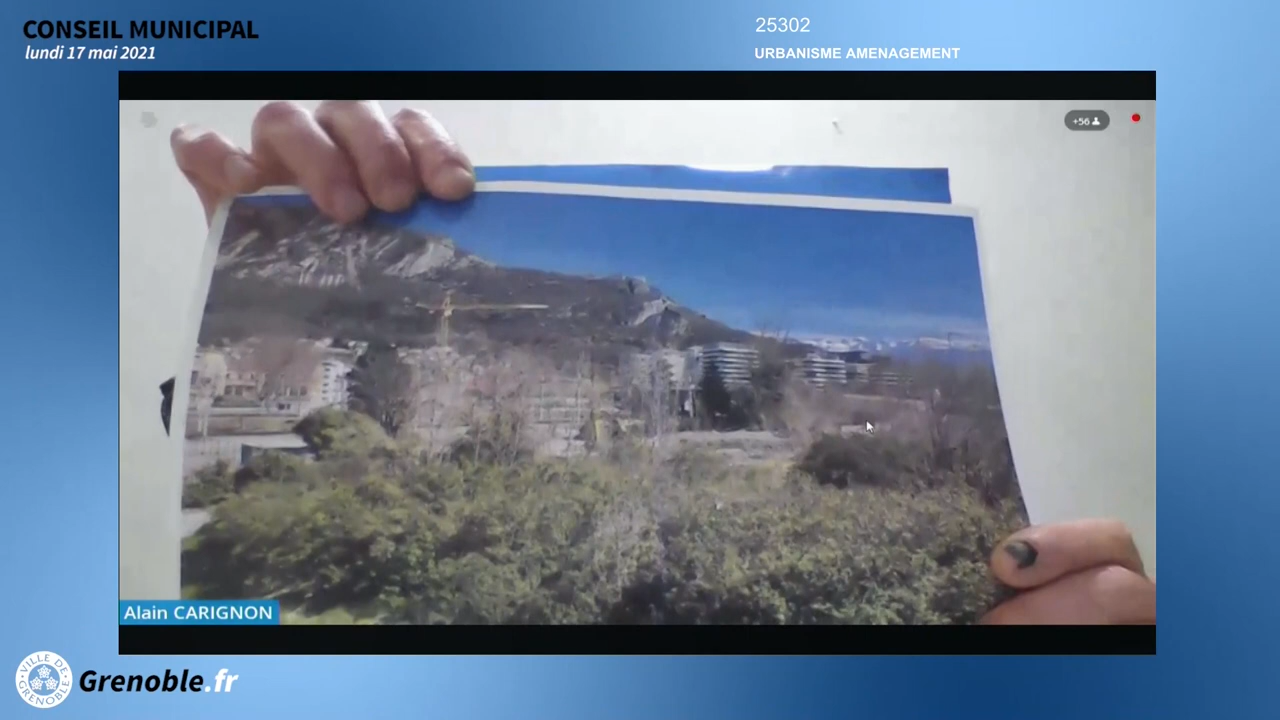 CONSEIL MUNICIPAL
lundi 17 mai 2021
25302
URBANISME AMENAGEMENT
+56
Alain CARIGNON
VILLE DE GRENOBLE
Grenoble.fr